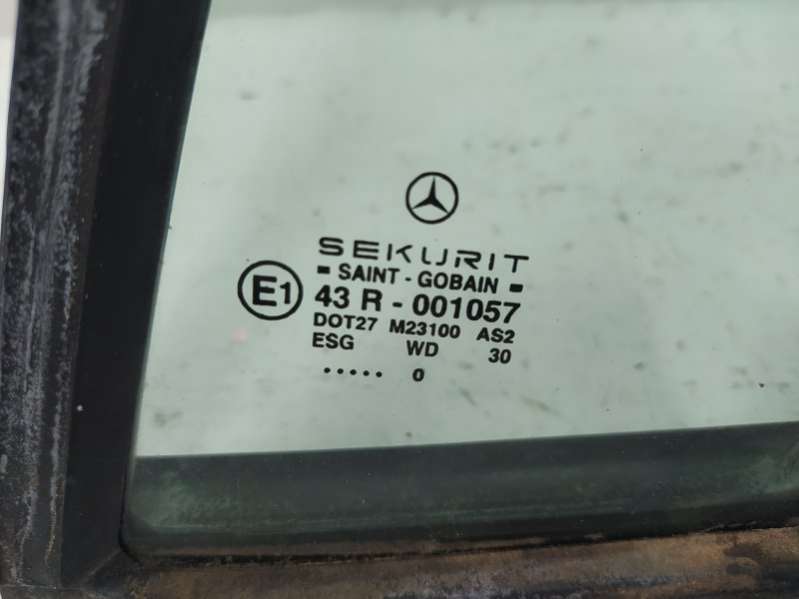 SEKURIT
SAINT - GOBAIN
E1 43 R - 001057
DOT27 M23100 AS2
ESG WD 30
..... 0